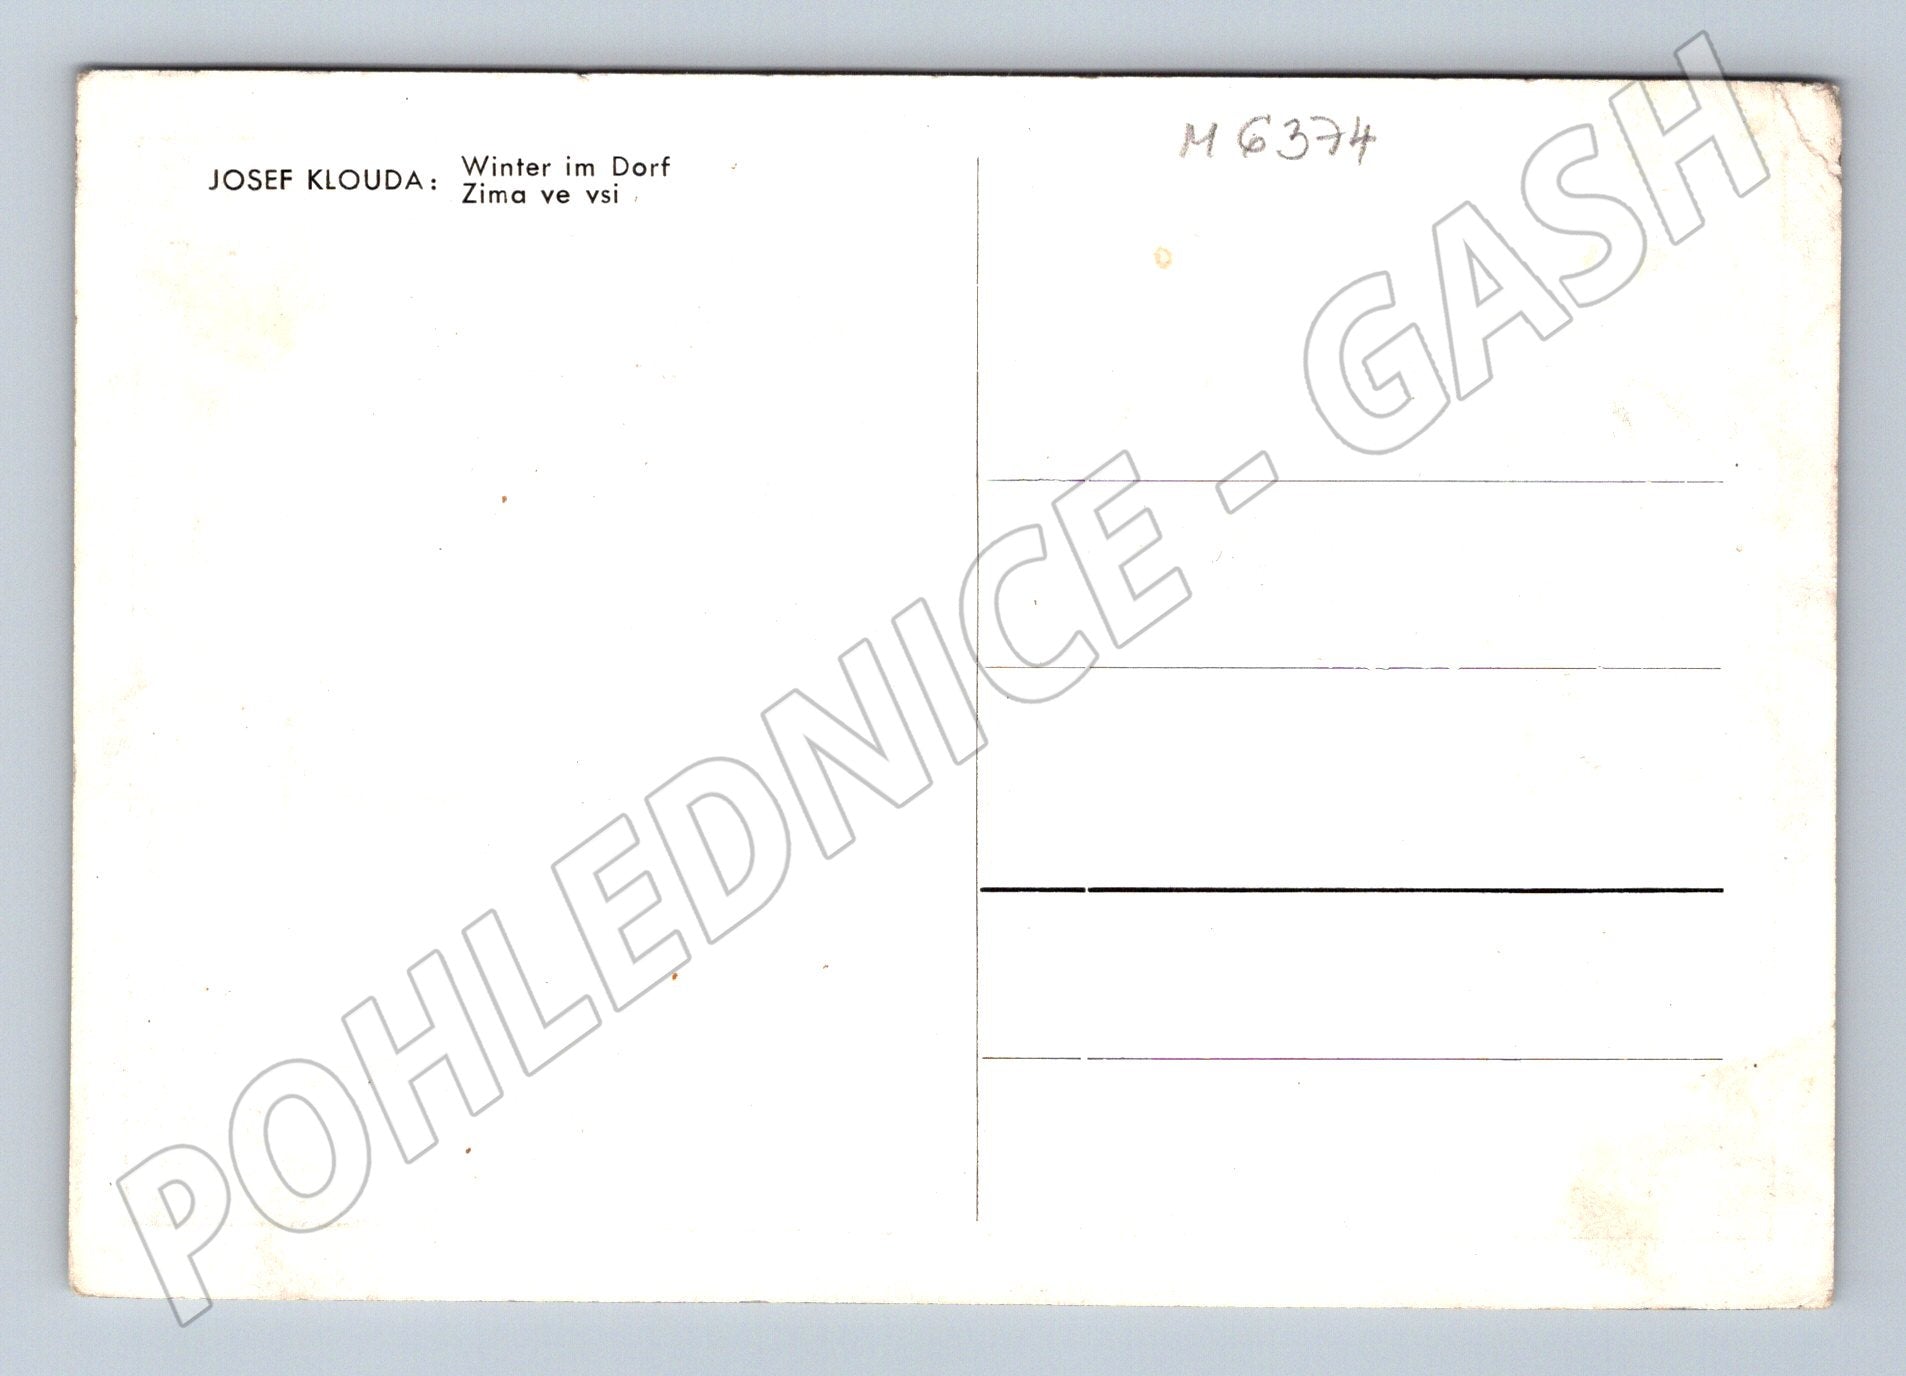 M 6374
JOSEF KLOUDA: Winter im Dorf
Zima ve vsi
POHLEDNICE - GASH